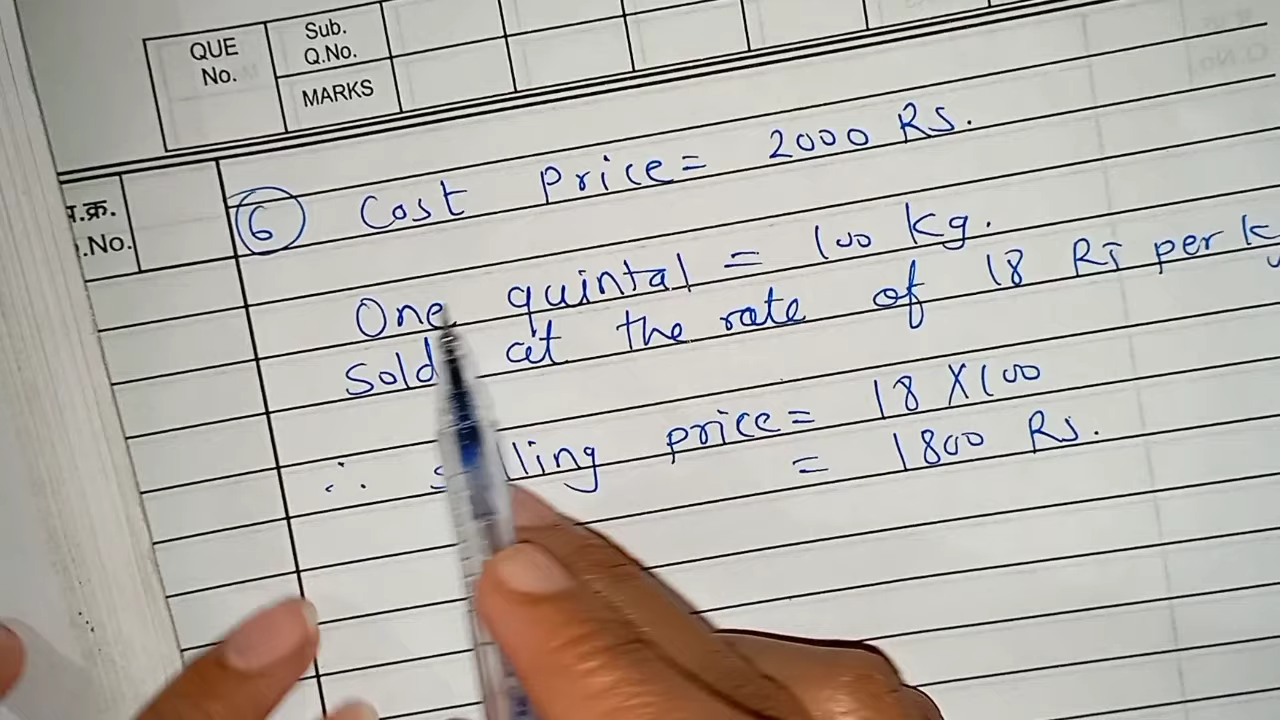 QUE No.
Sub. Q.No.
MARKS
.क्र.
.No.
6 Cost Price = 2000 Rs.
One quintal = 100 kg.
Sold at the rate of 18 Rs per k
∴ price = 18 X 100
= 1800 Rs.